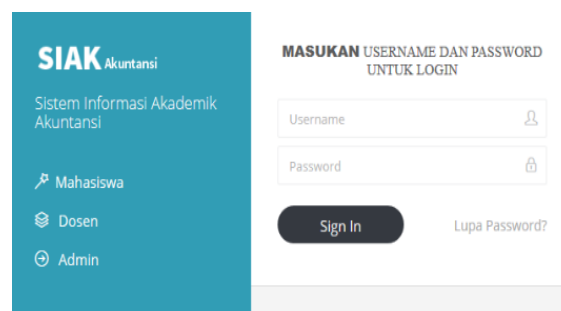 SIAK Akuntansi
Sistem Informasi Akademik
Akuntansi
Mahasiswa
Dosen
Admin
MASUKAN USERNAME DAN PASSWORD
UNTUK LOGIN
Username
Password
Sign In
Lupa Password?